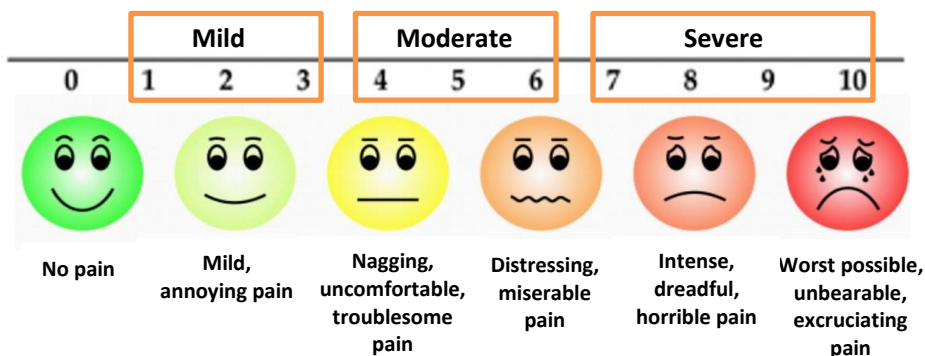 Mild Moderate Severe
0 1 2 3 4 5 6 7 8 9 10
No pain
Mild,
annoying pain
Nagging,
uncomfortable,
troublesome
pain
Distressing,
miserable
pain
Intense,
dreadful,
horrible pain
Worst possible,
unbearable,
excruciating
pain